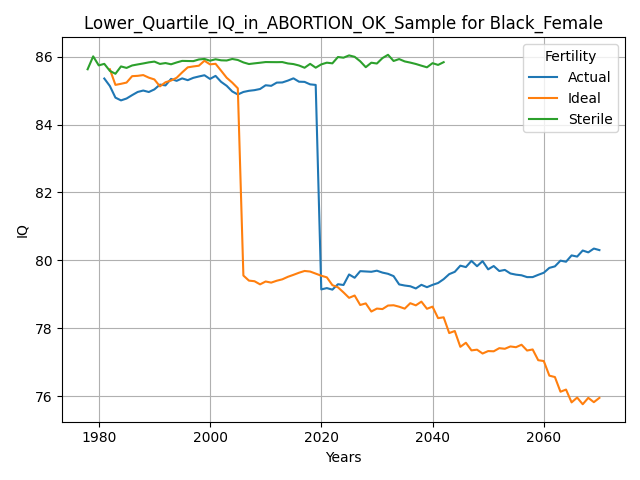 Lower_Quartile_IQ_in_ABORTION_OK_Sample for Black_Female
Fertility
Actual
Ideal
Sterile
IQ
86
84
82
80
78
76
1980
2000
2020
2040
2060
Years